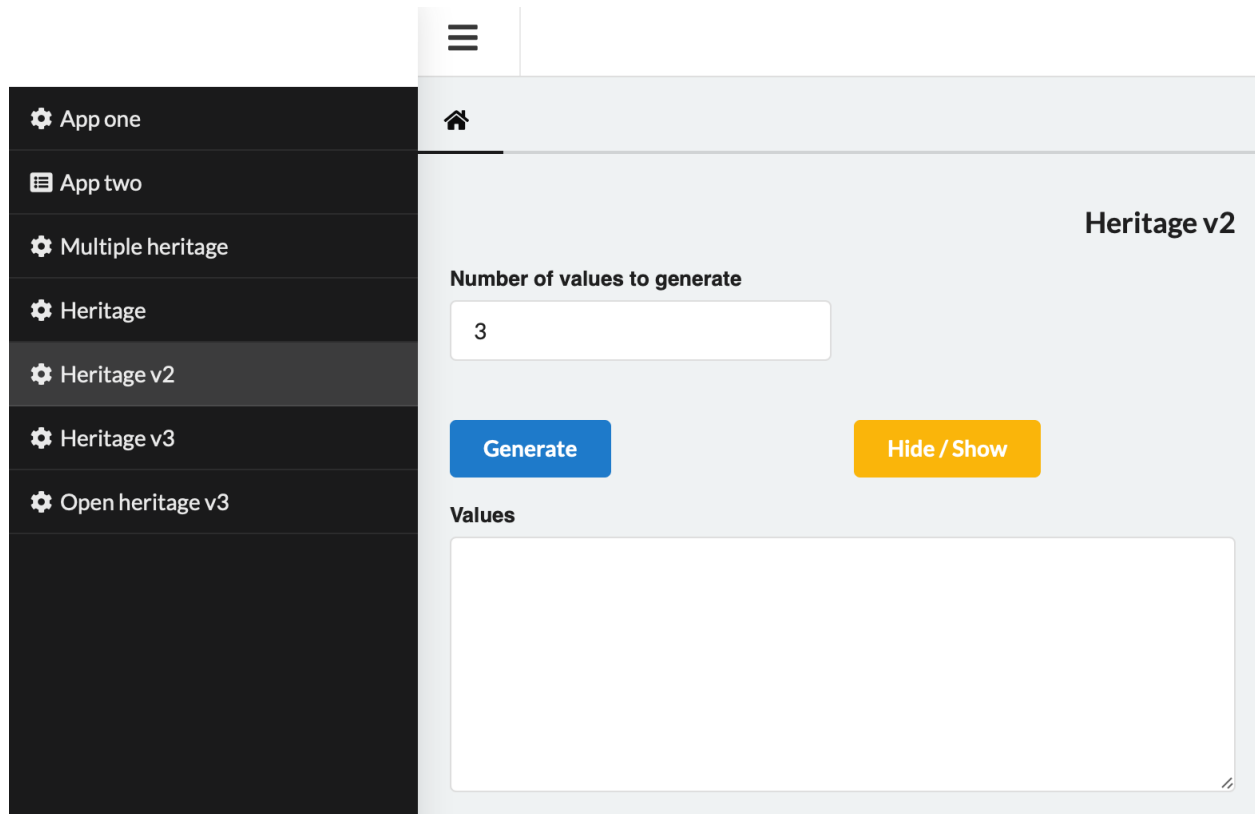 App one
App two
Multiple heritage
Heritage
Heritage v2
Heritage v3
Open heritage v3
Heritage v2
Number of values to generate
3
Generate
Hide / Show
Values